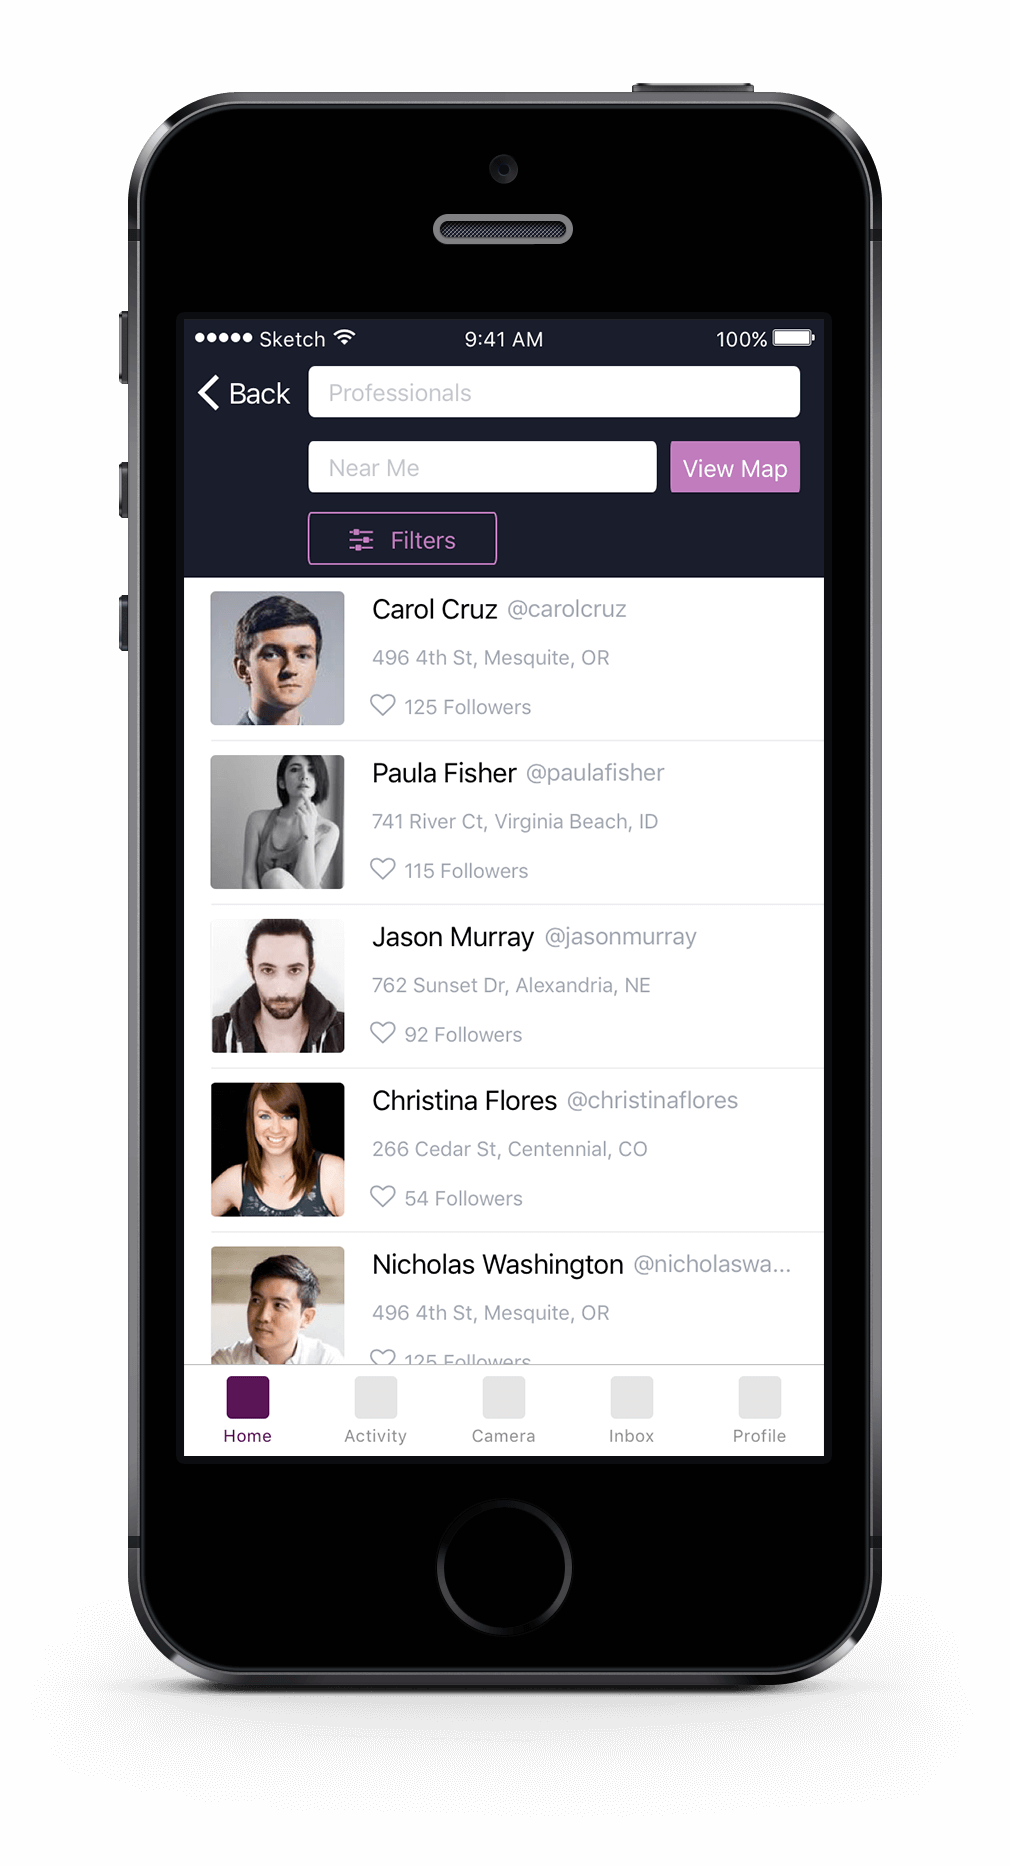 Sketch 9:41 AM 100%
Back Professionals
Near Me View Map
Filters
Carol Cruz @carolcruz
496 4th St, Mesquite, OR
125 Followers
Paula Fisher @paulafisher
741 River Ct, Virginia Beach, ID
115 Followers
Jason Murray @jasonmurray
762 Sunset Dr, Alexandria, NE
92 Followers
Christina Flores @christinaflores
266 Cedar St, Centennial, CO
54 Followers
Nicholas Washington @nicholaswa...
496 4th St, Mesquite, OR
125 Followers
Home Activity Camera Inbox Profile